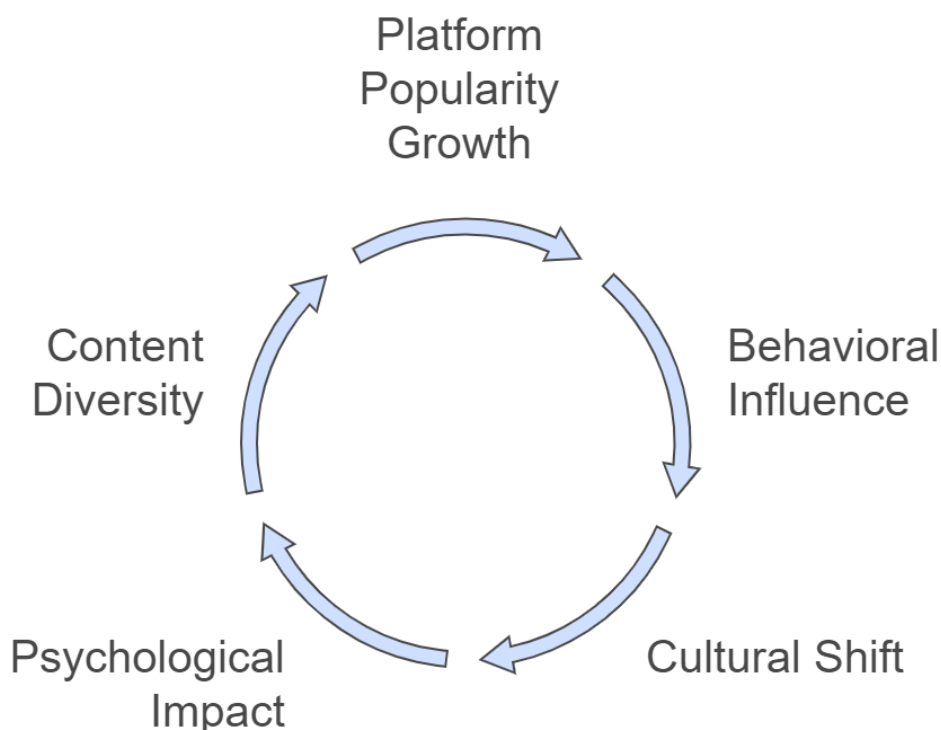 Platform
Popularity
Growth
Content
Diversity
Behavioral
Influence
Psychological
Impact
Cultural Shift